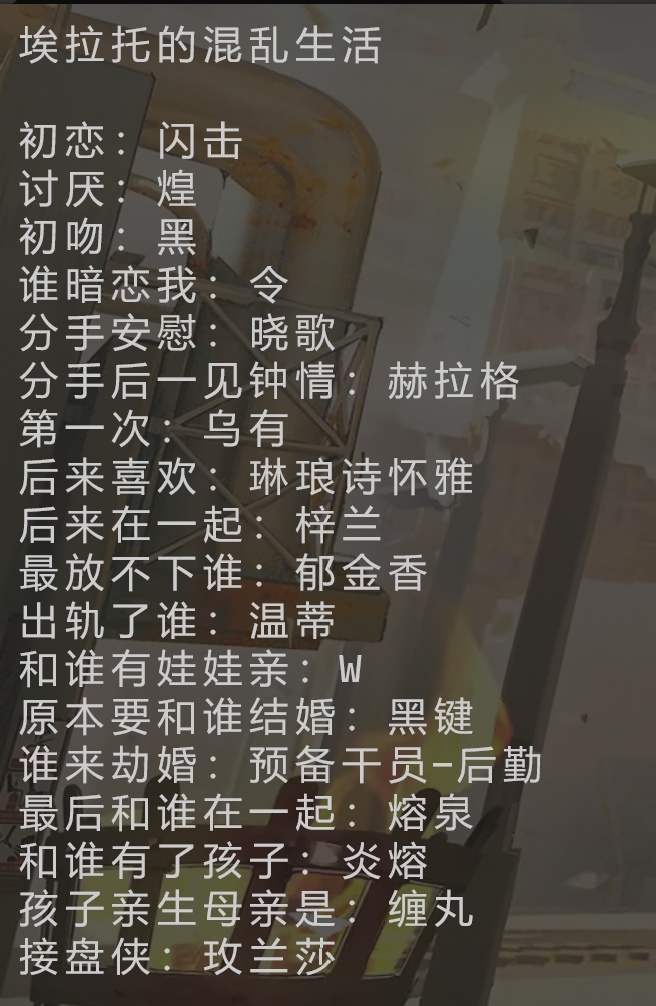 埃拉托的混乱生活
初恋：闪击
讨厌：煌
初吻：黑
谁暗恋我：令
分手安慰：晓歌
分手后一见钟情：赫拉格
第一次：乌有
后来喜欢：琳琅诗怀雅
后来在一起：梓兰
最放不下谁：郁金香
出轨了谁：温蒂
和谁有娃娃亲：W
原本要和谁结婚：黑键
谁来劫婚：预备干员-后勤
最后和谁在一起：熔泉
和谁有了孩子：炎熔
孩子亲生母亲是：缠丸
接盘侠：玫兰莎